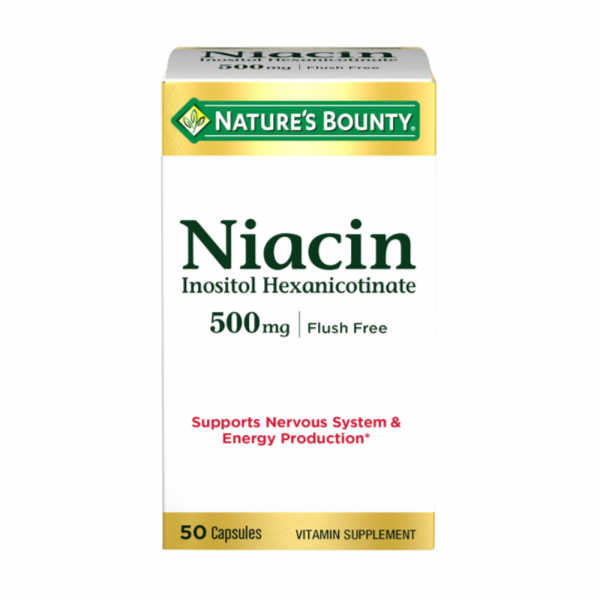 Niacin
Inositol Hexanicotinate
500mg | Flush Free
NATURE'S BOUNTY®
Niacin
Inositol Hexanicotinate
500mg | Flush Free
Supports Nervous System &
Energy Production*
50 Capsules VITAMIN SUPPLEMENT